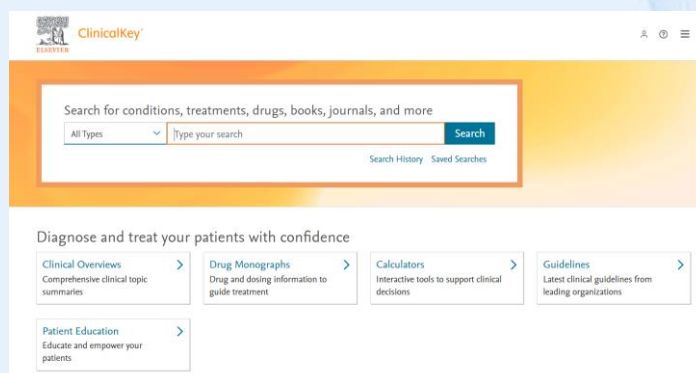 ELSEVIER
ClinicalKey®
Search for conditions, treatments, drugs, books, journals, and more
All Types
Type your search
Search
Search History Saved Searches
Diagnose and treat your patients with confidence
Clinical Overviews
Comprehensive clinical topic
summaries
Drug Monographs
Drug and dosing information to
guide treatment
Calculators
Interactive tools to support clinical
decisions
Guidelines
Latest clinical guidelines from
leading organizations
Patient Education
Educate and empower your
patients